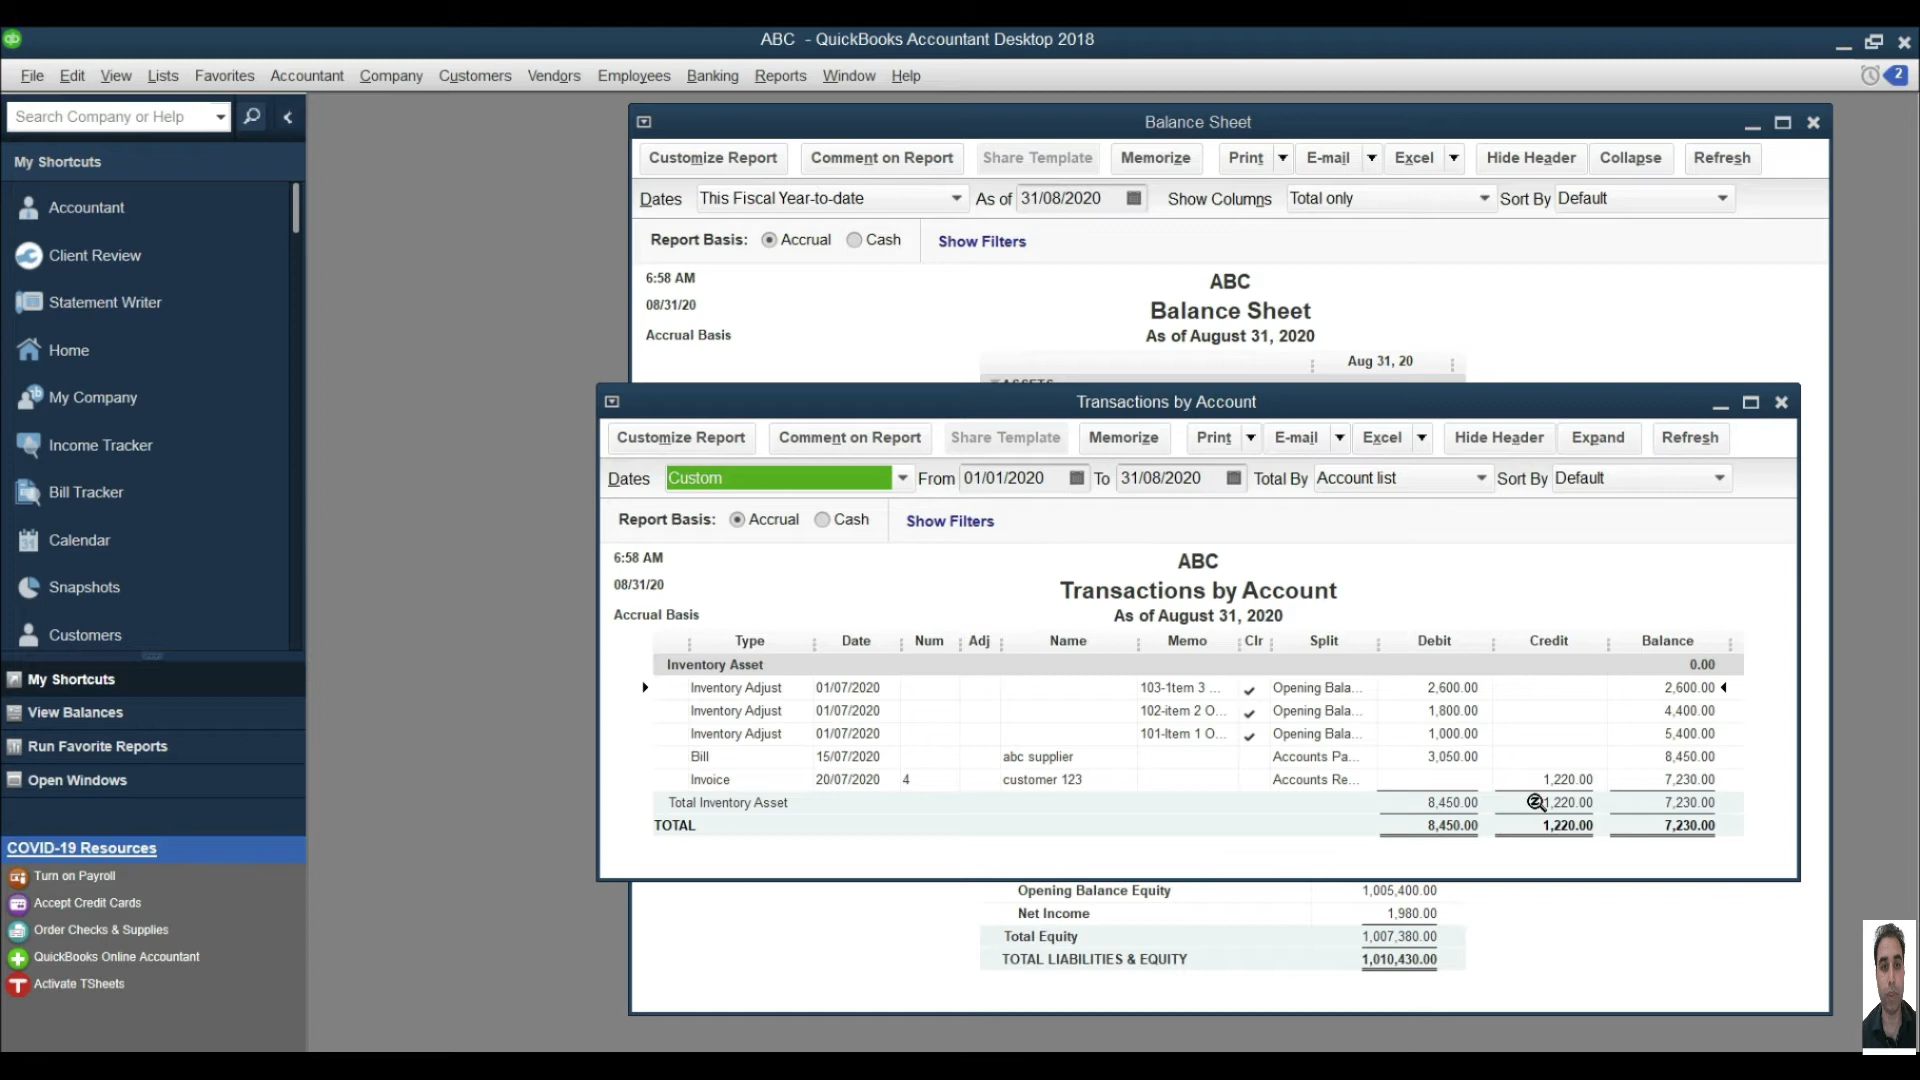 ABC - QuickBooks Accountant Desktop 2018
File Edit View Lists Favorites Accountant Company Customers Vendors Employees Banking Reports Window Help
2
Search Company or Help
My Shortcuts
Accountant
Client Review
Statement Writer
Home
My Company
Income Tracker
Bill Tracker
Calendar
Snapshots
Customers
My Shortcuts
View Balances
Run Favorite Reports
Open Windows
COVID-19 Resources
Turn on Payroll
Accept Credit Cards
Order Checks & Supplies
QuickBooks Online Accountant
Activate TSheets
Balance Sheet
Customize Report Comment on Report Share Template Memorize Print E-mail Excel Hide Header Collapse Refresh
Dates This Fiscal Year-to-date As of 31/08/2020 Show Columns Total only Sort By Default
Report Basis: Accrual Cash Show Filters
6:58 AM
08/31/20
Accrual Basis
ABC
Balance Sheet
As of August 31, 2020
Aug 31, 20
Transactions by Account
Customize Report Comment on Report Share Template Memorize Print E-mail Excel Hide Header Expand Refresh
Dates Custom From 01/01/2020 To 31/08/2020 Total By Account list Sort By Default
Report Basis: Accrual Cash Show Filters
6:58 AM
08/31/20
Accrual Basis
ABC
Transactions by Account
As of August 31, 2020
Type Date Num Adj Name Memo Clr Split Debit Credit Balance
Inventory Asset 0.00
Inventory Adjust 01/07/2020 103-1tem 3 ... Opening Bala... 2,600.00 2,600.00
Inventory Adjust 01/07/2020 102-item 2 O... Opening Bala... 1,800.00 4,400.00
Inventory Adjust 01/07/2020 101-Item 1 O... Opening Bala... 1,000.00 5,400.00
Bill 15/07/2020 abc supplier Accounts Pa... 3,050.00 8,450.00
Invoice 20/07/2020 4 customer 123 Accounts Re... 1,220.00 7,230.00
Total Inventory Asset 8,450.00 1,220.00 7,230.00
TOTAL 8,450.00 1,220.00 7,230.00
Opening Balance Equity 1,005,400.00
Net Income 1,980.00
Total Equity 1,007,380.00
TOTAL LIABILITIES & EQUITY 1,010,430.00